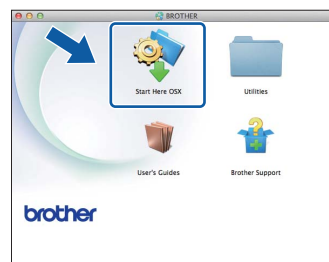 BROTHER
Start Here OSX
Utilities
User's Guides
Brother Support
brother